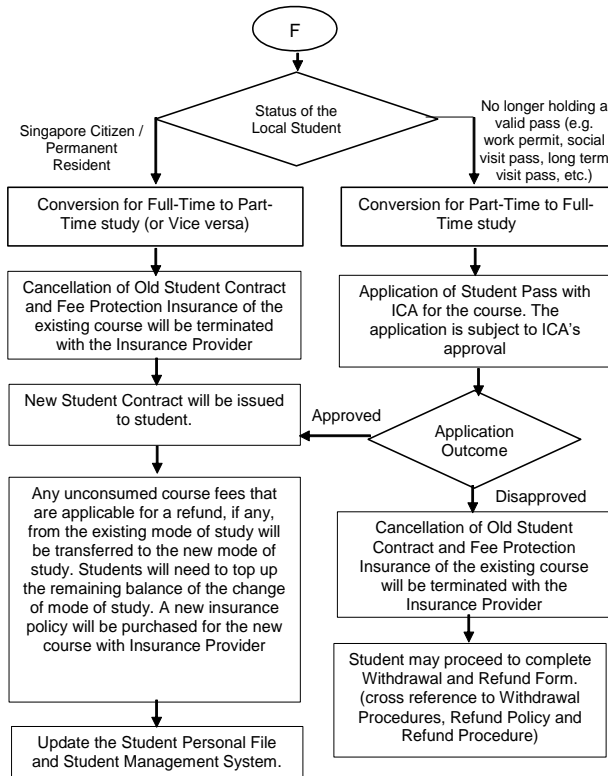 F
Status of the
Local Student
Singapore Citizen /
Permanent
Resident
No longer holding a
valid pass (e.g.
work permit, social
visit pass, long term
visit pass, etc.)
Conversion for Full-Time to Part-
Time study (or Vice versa)
Conversion for Part-Time to Full-
Time study
Cancellation of Old Student Contract
and Fee Protection Insurance of the
existing course will be terminated
with the Insurance Provider
Application of Student Pass with
ICA for the course. The
application is subject to ICA's
approval
New Student Contract will be issued
to student.
Approved
Application
Outcome
Disapproved
Any unconsumed course fees that
are applicable for a refund, if any,
from the existing mode of study will
be transferred to the new mode of
study. Students will need to top up
the remaining balance of the change
of mode of study. A new insurance
policy will be purchased for the new
course with Insurance Provider
Cancellation of Old Student
Contract and Fee Protection
Insurance of the existing course
will be terminated with the
Insurance Provider
Student may proceed to complete
Withdrawal and Refund Form.
(cross reference to Withdrawal
Procedures, Refund Policy and
Refund Procedure)
Update the Student Personal File
and Student Management System.